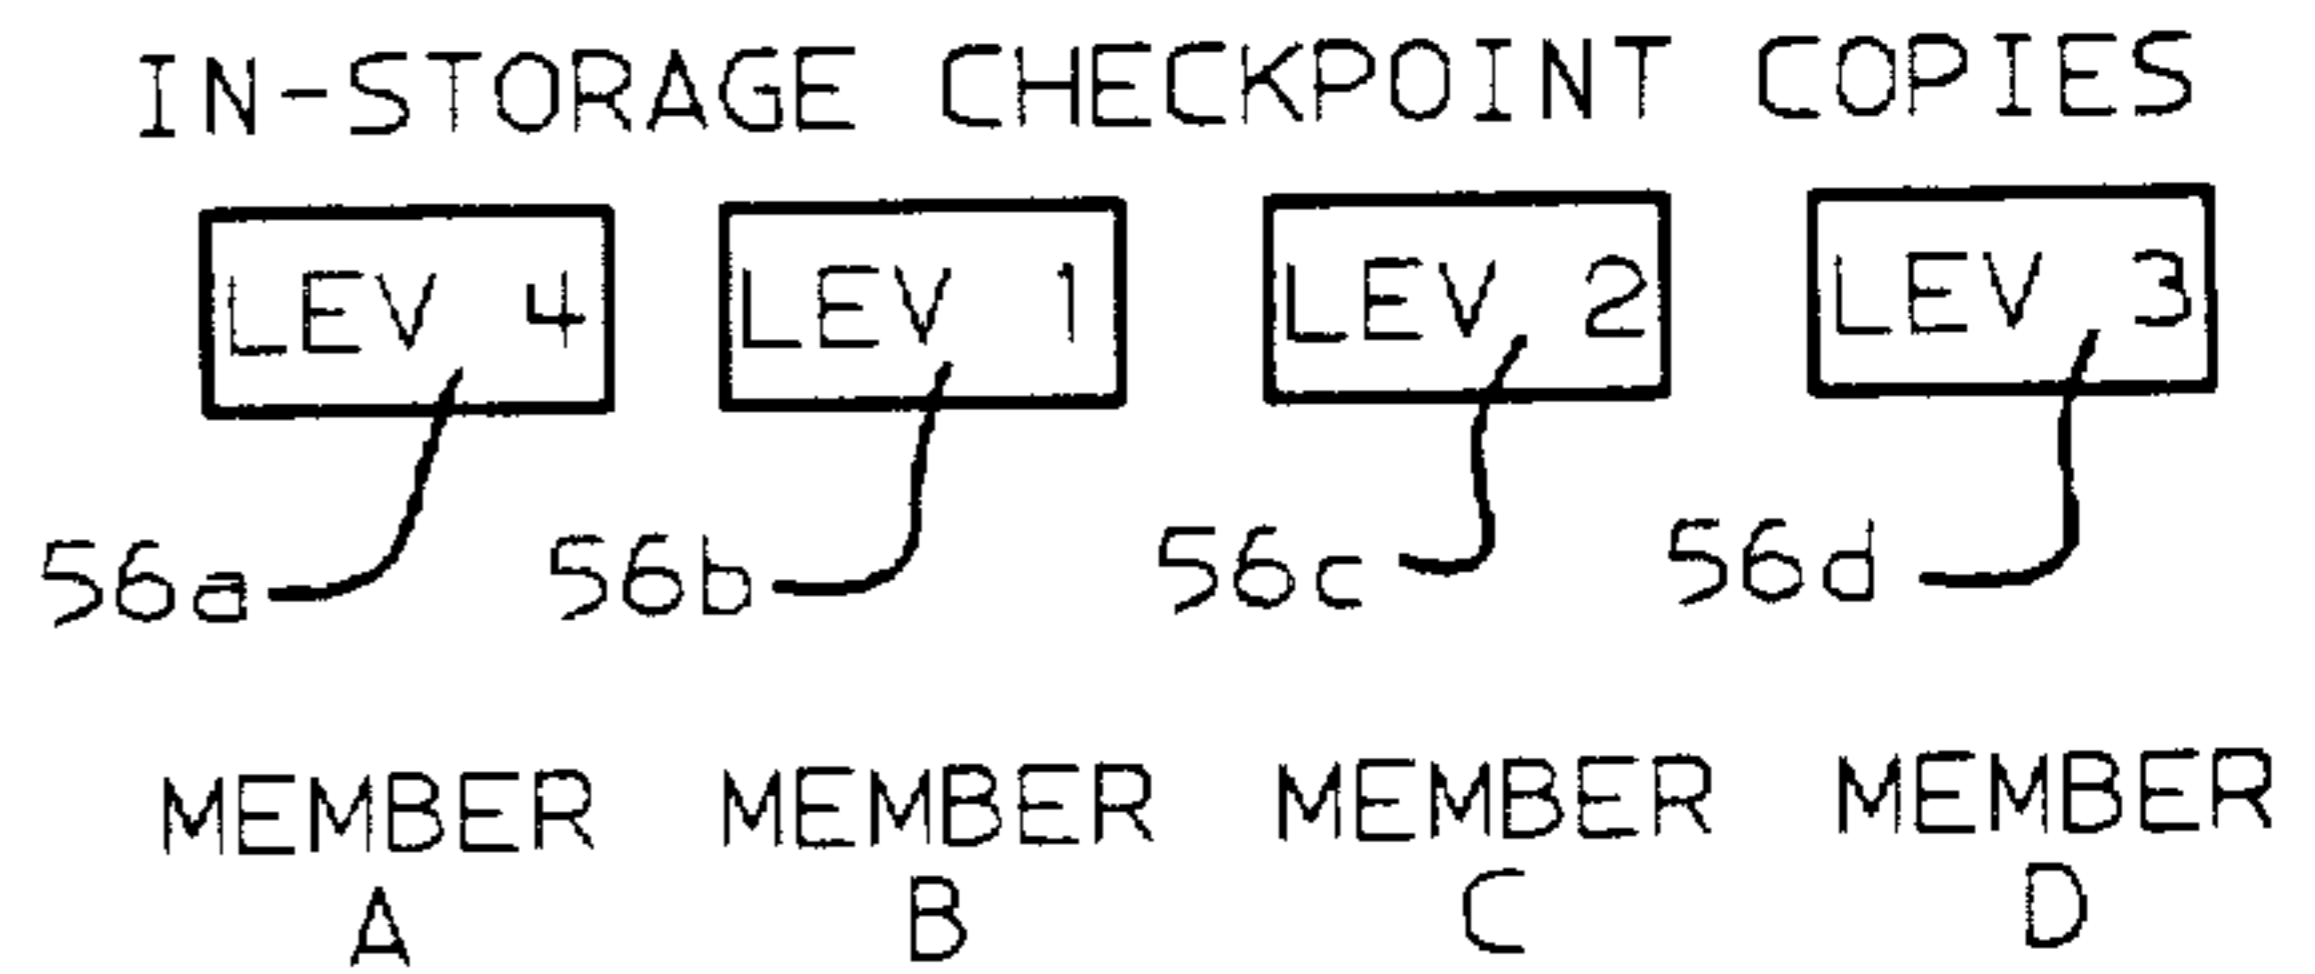 IN-STORAGE CHECKPOINT COPIES
LEV 4 LEV 1 LEV 2 LEV 3
56a 56b 56c 56d
MEMBER MEMBER MEMBER MEMBER
A B C D